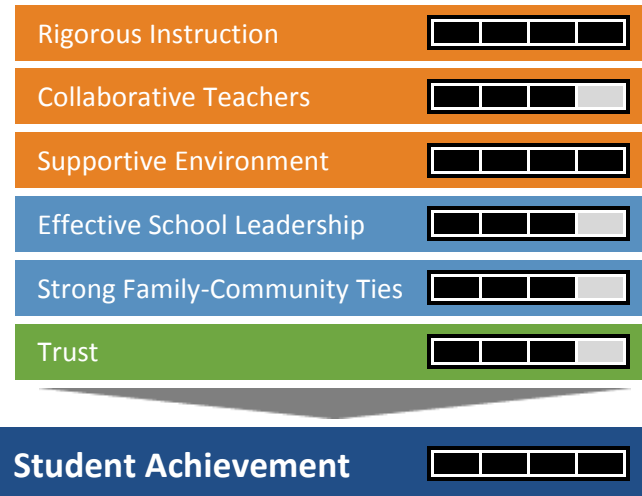 Rigorous Instruction
Collaborative Teachers
Supportive Environment
Effective School Leadership
Strong Family-Community Ties
Trust
Student Achievement